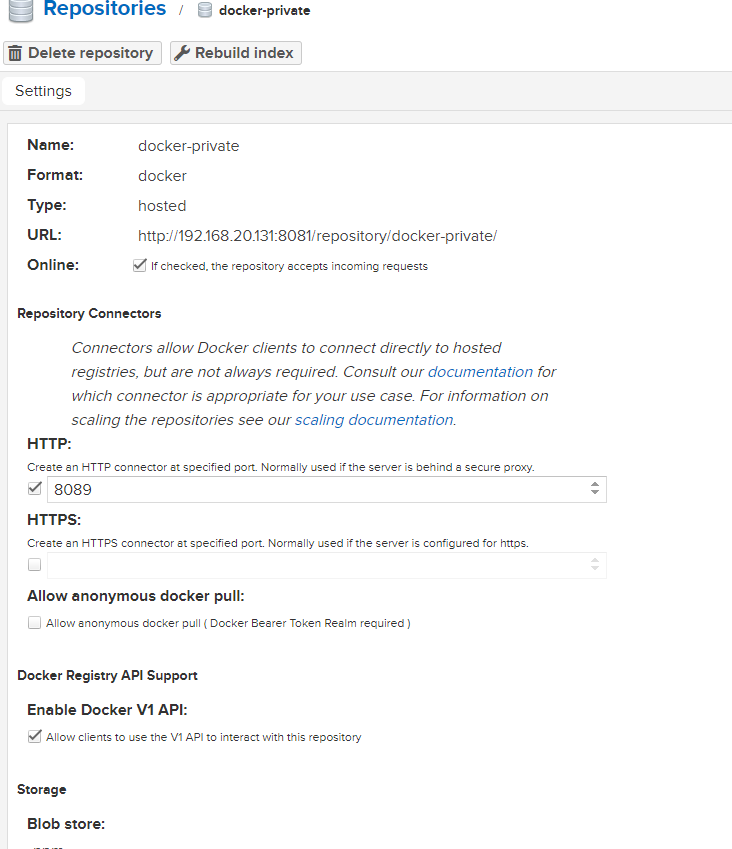 Repositories / docker-private
Delete repository Rebuild index
Settings
Name: docker-private
Format: docker
Type: hosted
URL: http://192.168.20.131:8081/repository/docker-private/
Online: If checked, the repository accepts incoming requests
Repository Connectors
Connectors allow Docker clients to connect directly to hosted
registries, but are not always required. Consult our documentation for
which connector is appropriate for your use case. For information on
scaling the repositories see our scaling documentation.
HTTP:
Create an HTTP connector at specified port. Normally used if the server is behind a secure proxy.
8089
HTTPS:
Create an HTTPS connector at specified port. Normally used if the server is configured for https.
Allow anonymous docker pull:
Allow anonymous docker pull ( Docker Bearer Token Realm required )
Docker Registry API Support
Enable Docker V1 API:
Allow clients to use the V1 API to interact with this repository
Storage
Blob store: